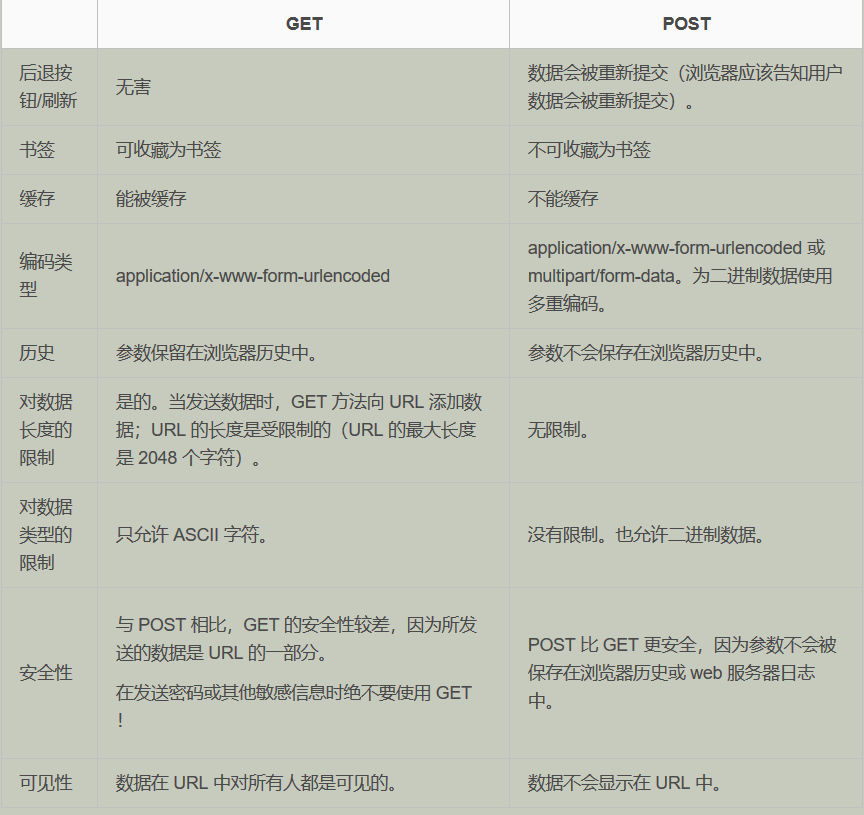 GET
POST
后退按
钮/刷新
无害
数据会被重新提交（浏览器应该告知用户
数据会被重新提交）。
书签
可收藏为书签
不可收藏为书签
缓存
能被缓存
不能缓存
编码类
型
application/x-www-form-urlencoded
application/x-www-form-urlencoded 或
multipart/form-data。为二进制数据使用
多重编码。
历史
参数保留在浏览器历史中。
参数不会保存在浏览器历史中。
对数据
长度的
限制
是的。当发送数据时，GET 方法向 URL 添加数
据；URL 的长度是受限制的（URL 的最大长度
是 2048 个字符）。
无限制。
对数据
类型的
限制
只允许 ASCII 字符。
没有限制。也允许二进制数据。
安全性
与 POST 相比，GET 的安全性较差，因为所发
送的数据是 URL 的一部分。
在发送密码或其他敏感信息时绝不要使用 GET
！
POST 比 GET 更安全，因为参数不会被
保存在浏览器历史或 web 服务器日志
中。
可见性
数据在 URL 中对所有人都是可见的。
数据不会显示在 URL 中。